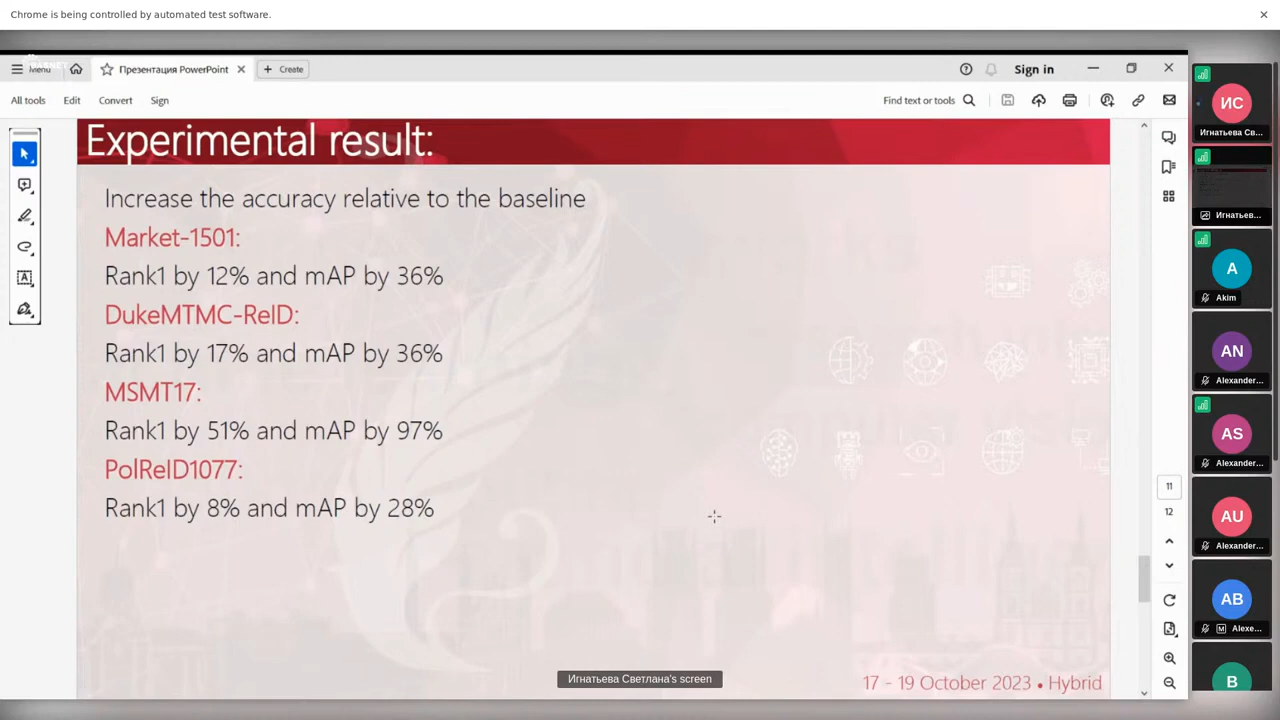 Chrome is being controlled by automated test software.
Menu
Презентация PowerPoint
Create
Sign in
All tools
Edit
Convert
Sign
Find text or tools
Experimental result:
Increase the accuracy relative to the baseline
Market-1501:
Rank1 by 12% and mAP by 36%
DukeMTMC-ReID:
Rank1 by 17% and mAP by 36%
MSMT17:
Rank1 by 51% and mAP by 97%
PolReID1077:
Rank1 by 8% and mAP by 28%
17 - 19 October 2023 • Hybrid
11
12
Игнатьева Светлана's screen
ИС
Игнатьева Св...
Игнатьев...
A
Akim
AN
Alexander...
AS
Alexander...
AU
Alexander...
AB
M
Alexe...
B